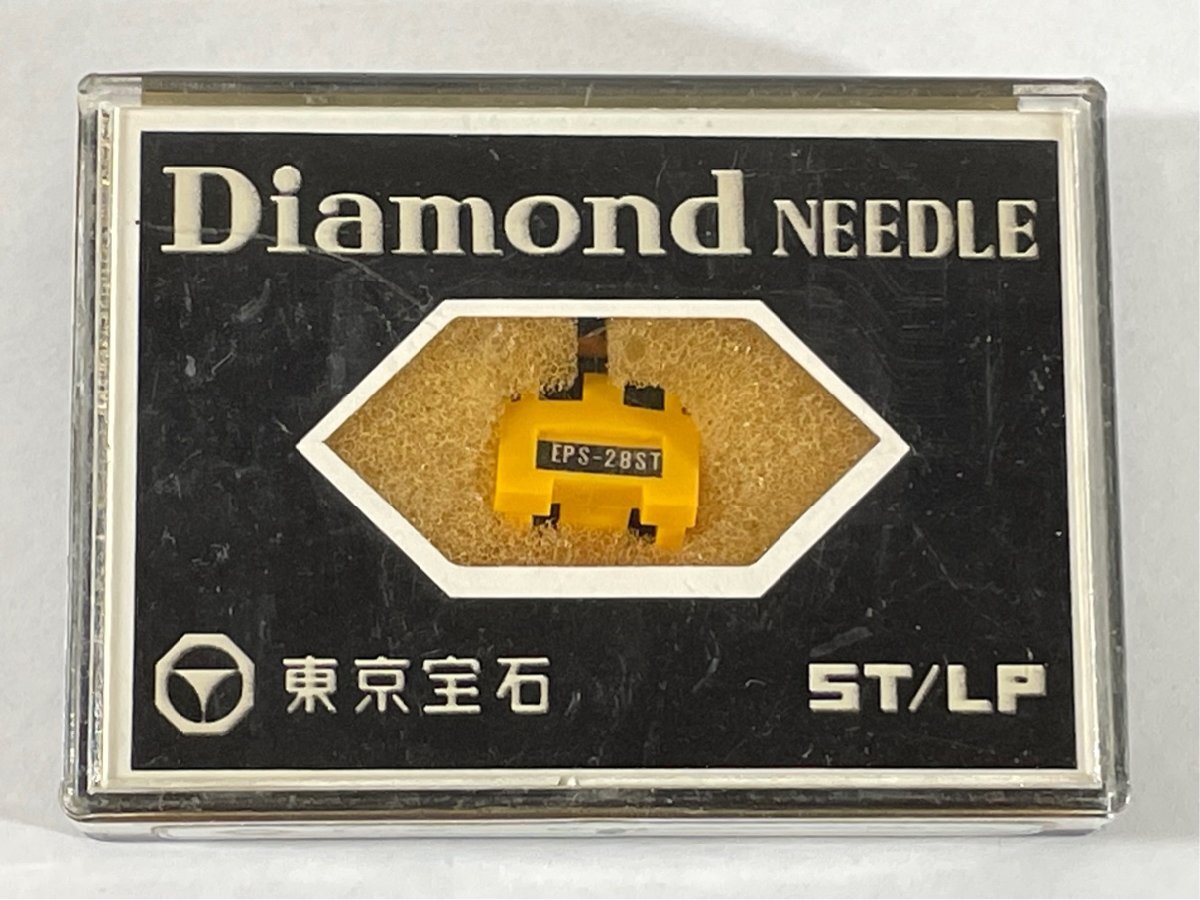 Diamond NEEDLE
EPS-28ST
東京宝石 ST/LP